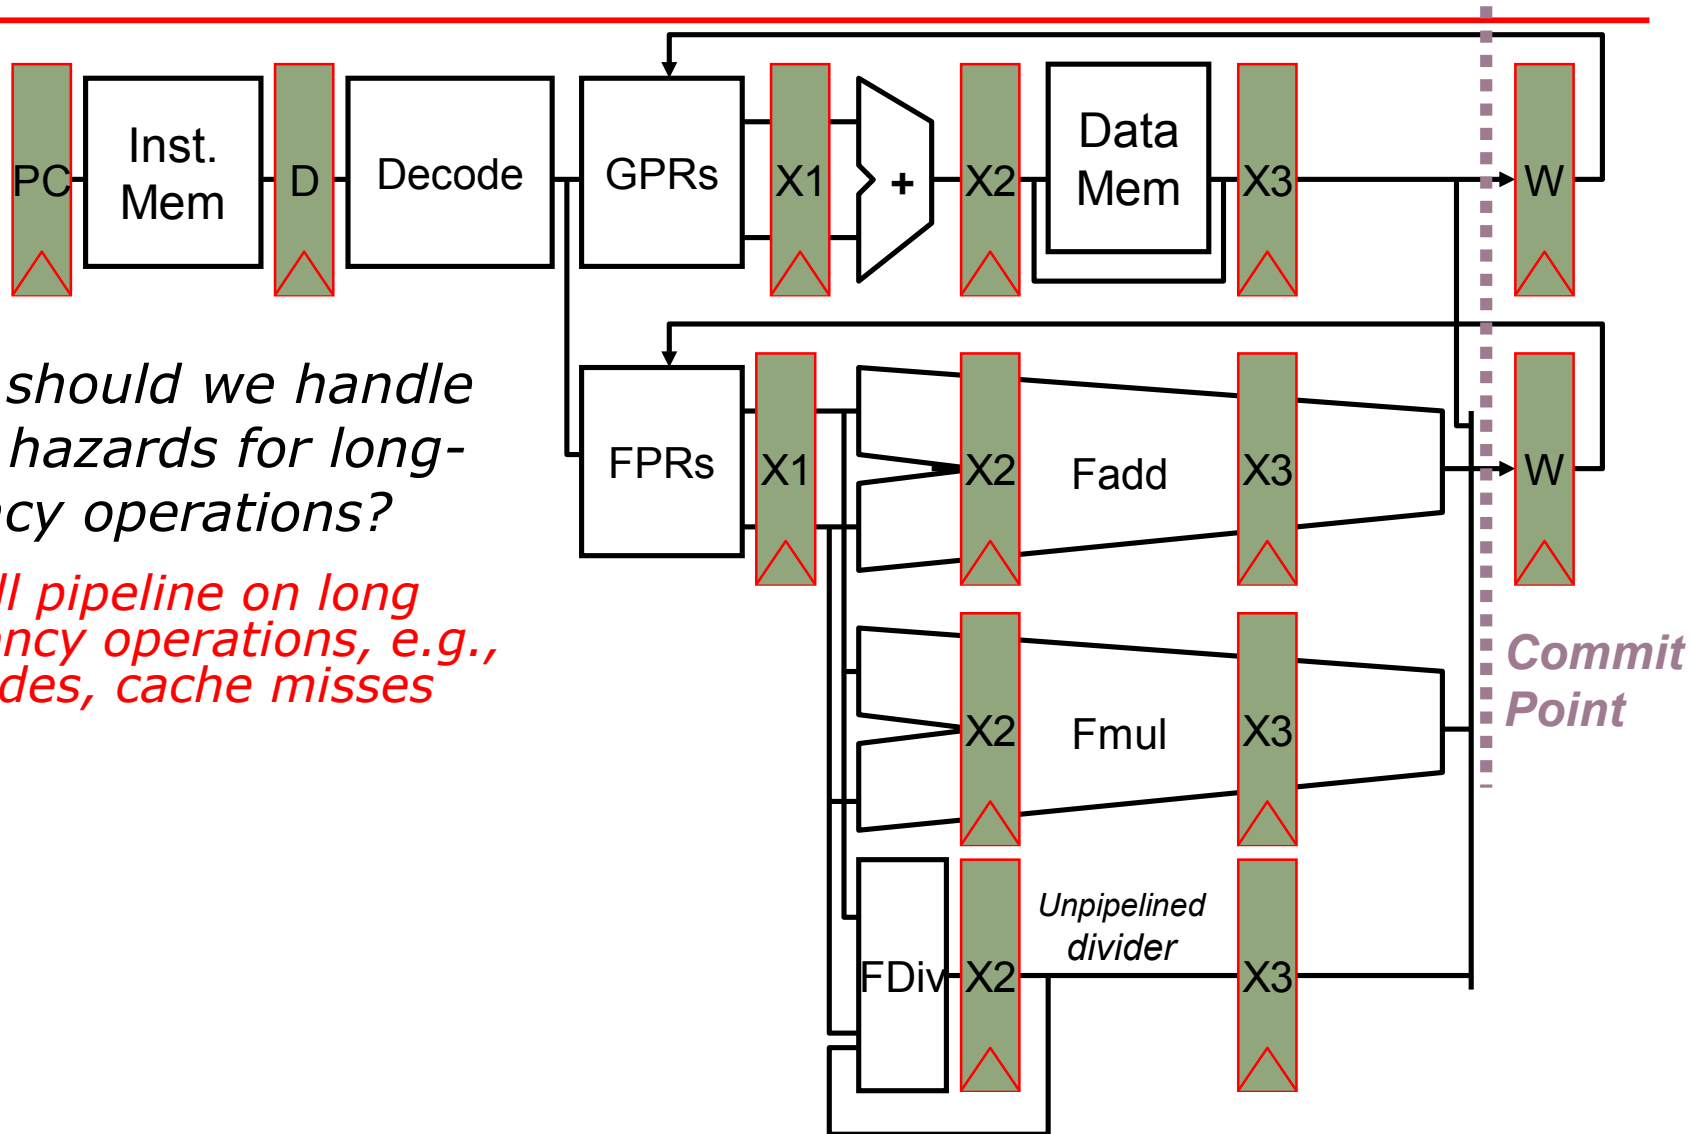 PC
Inst.
Mem
D
Decode
GPRs
X1
+
X2
Data
Mem
X3
W
should we handle
hazards for long-
ncy operations?
ll pipeline on long
ency operations, e.g.,
ides, cache misses
FPRs
X1
X2
Fadd
X3
W
X2
Fmul
X3
Commit
Point
FDiv
X2
Unpipelined
divider
X3